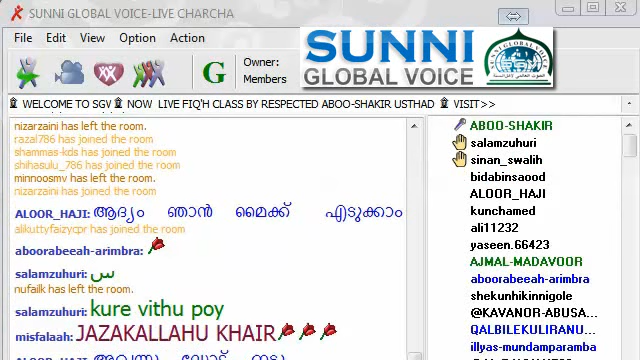 SUNNI GLOBAL VOICE-LIVE CHARCHA
File Edit View Option Action
G
Owner:
Members
SUNNI
GLOBAL VOICE
WELCOME TO SGV NOW LIVE FIQ'H CLASS BY RESPECTED ABOO-SHAKIR USTHAD VISIT>>
nizarzaini has left the room.
razal786 has joined the room
shammas-kds has joined the room
shihasulu_786 has joined the room
minnoosmv has left the room.
nizarzaini has joined the room
ALOOR_HAJI: ആദ്യം ഞാൻ മൈക്ക് എടുക്കാം
alikuttyfaizycpr has joined the room
aboorabeeah-arimbra:
salamzuhuri: س
nufailk has left the room.
salamzuhuri: kure vithu poy
misfalaah: JAZAKALLAHU KHAIR
ALOOR_HAJI:
ABOO-SHAKIR
salamzuhuri
sinan_swalih
bidabinsaood
ALOOR_HAJI
kunchamed
ali11232
yaseen.66423
AJMAL-MADAVOOR
aboorabeeah-arimbra
shekunhikinnigole
@KAVANOR-ABUSA...
QALBILEKULIRANU...
illyas-mundamparamba